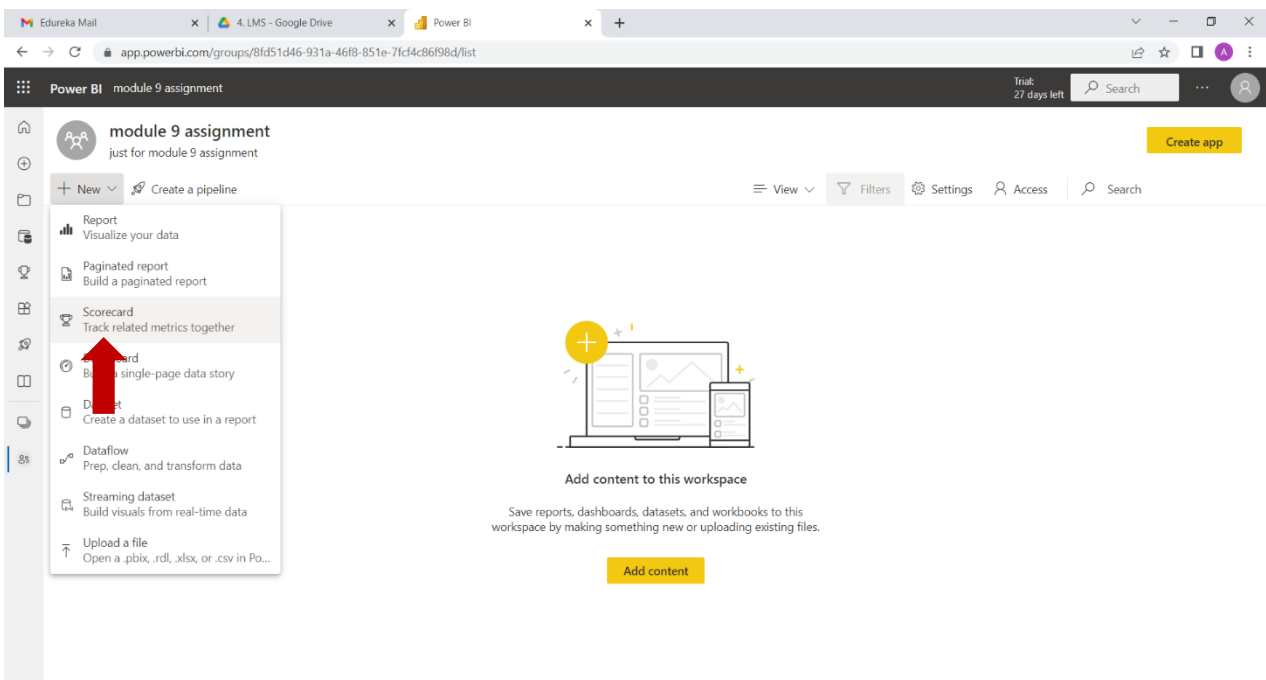 Edureka Mail
4. LMS - Google Drive
Power BI
app.powerbi.com/groups/8fd51d46-931a-46f8-851e-7fcf4c86f98d/list
A
Power BI module 9 assignment
Trial:
27 days left
Search
module 9 assignment
just for module 9 assignment
Create app
New
Create a pipeline
View
Filters
Settings
Access
Search
Report
Visualize your data
Paginated report
Build a paginated report
Scorecard
Track related metrics together
a single-page data story
Create a dataset to use in a report
Dataflow
Prep, clean, and transform data
Streaming dataset
Build visuals from real-time data
Upload a file
Open a .pbix, .rdl, .xlsx, or .csv in Po...
Add content to this workspace
Save reports, dashboards, datasets, and workbooks to this
workspace by making something new or uploading existing files.
Add content